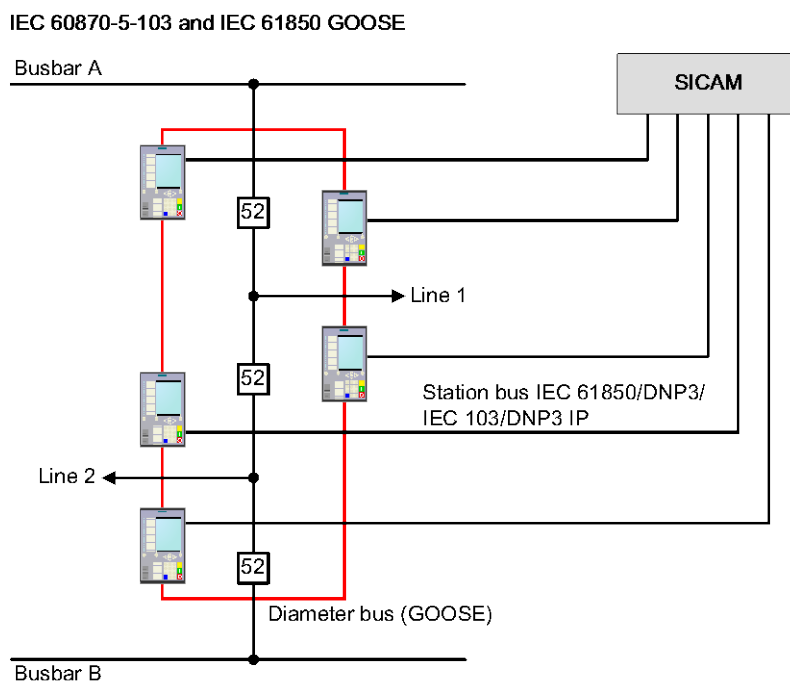 IEC 60870-5-103 and IEC 61850 GOOSE
Busbar A
SICAM
52
Line 1
52
Station bus IEC 61850/DNP3/
IEC 103/DNP3 IP
Line 2
52
Diameter bus (GOOSE)
Busbar B